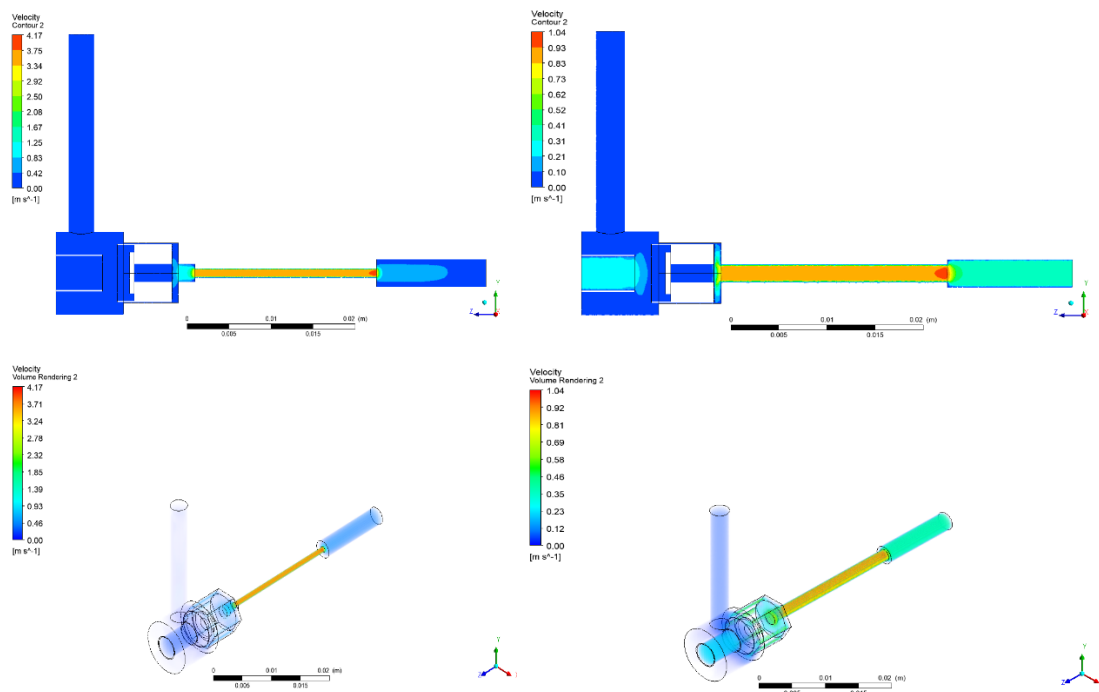 Velocity
Contour 2
4.17
3.75
3.34
2.92
2.50
2.08
1.67
1.25
0.83
0.42
0.00
[m s^-1]
0 0.01 0.02 (m)
0.005 0.015
Y
Z
Velocity
Contour 2
1.04
0.93
0.83
0.73
0.62
0.52
0.41
0.31
0.21
0.10
0.00
[m s^-1]
0 0.01 0.02 (m)
0.005 0.015
Y
Z
Velocity
Volume Rendering 2
4.17
3.71
3.24
2.78
2.32
1.85
1.39
0.93
0.46
0.00
[m s^-1]
0 0.01 0.02 (m)
0.005 0.015
Y
Z
Velocity
Volume Rendering 2
1.04
0.92
0.81
0.69
0.58
0.46
0.35
0.23
0.12
0.00
[m s^-1]
0 0.01 0.02 (m)
0.005 0.015
Y
Z
X